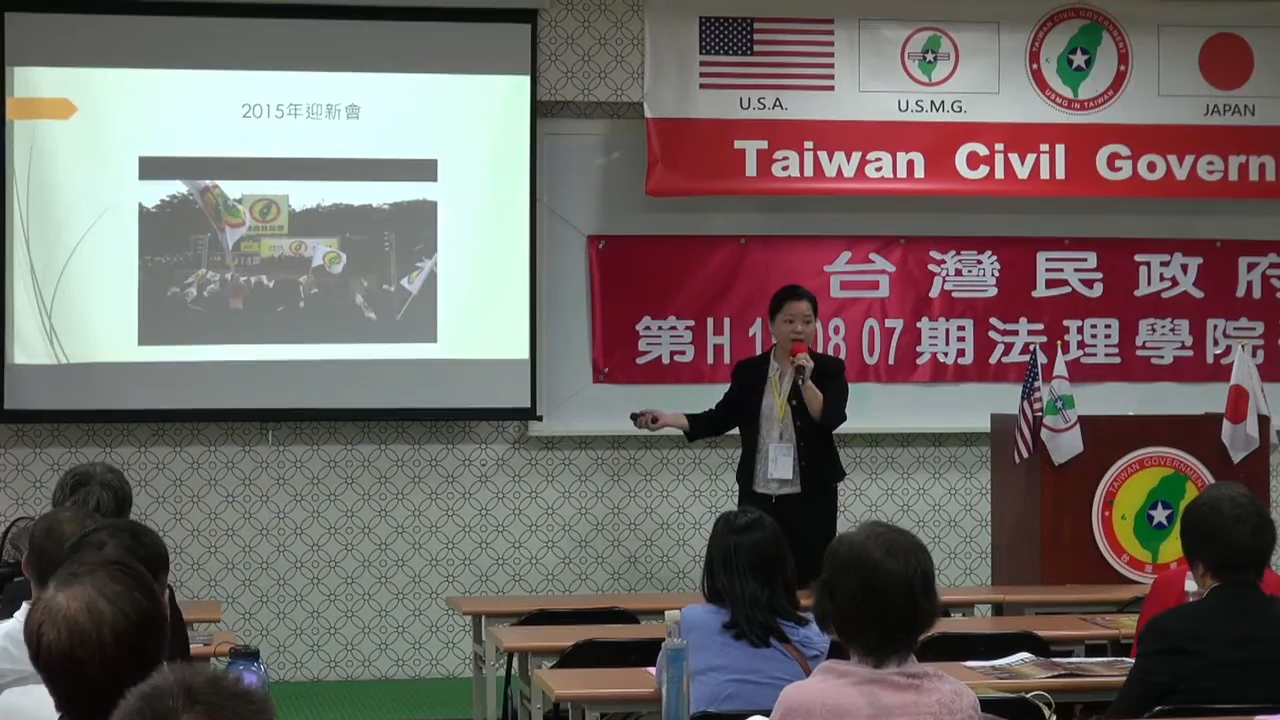 2015年迎新會
U.S.A.
U.S.M.G.
TAIWAN CIVIL GOVERNMENT
USMG IN TAIWAN
JAPAN
Taiwan Civil Govern
台灣民政府
第H1 08 07期法理學院
TAIWAN GOVERNMENT